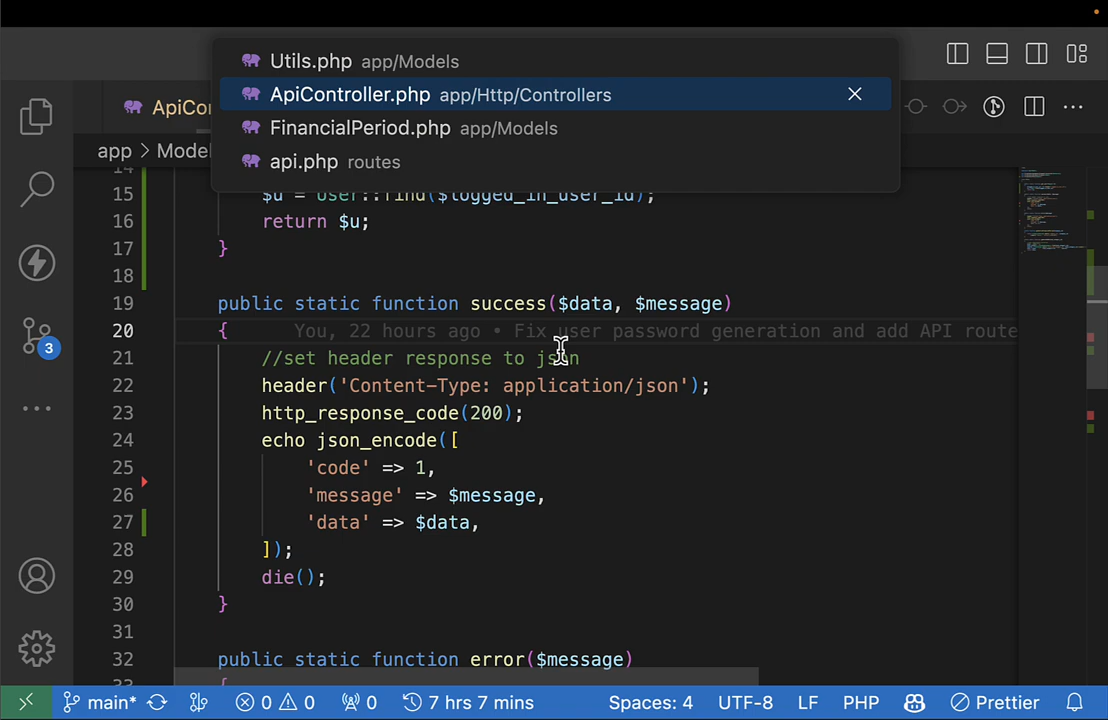 Utils.php app/Models
ApiController.php app/Http/Controllers
FinancialPeriod.php app/Models
api.php routes
ApiCo
app > Model
14
15 $u = User::find($logged_in_user_id);
16 return $u;
17 }
18
19 public static function success($data, $message)
20 { You, 22 hours ago • Fix user password generation and add API route
21 //set header response to json
22 header('Content-Type: application/json');
23 http_response_code(200);
24 echo json_encode([
25 'code' => 1,
26 'message' => $message,
27 'data' => $data,
28 ]);
29 die();
30 }
31
32 public static function error($message)
33 {
3
main* 0 0 0 7 hrs 7 mins Spaces: 4 UTF-8 LF PHP Prettier